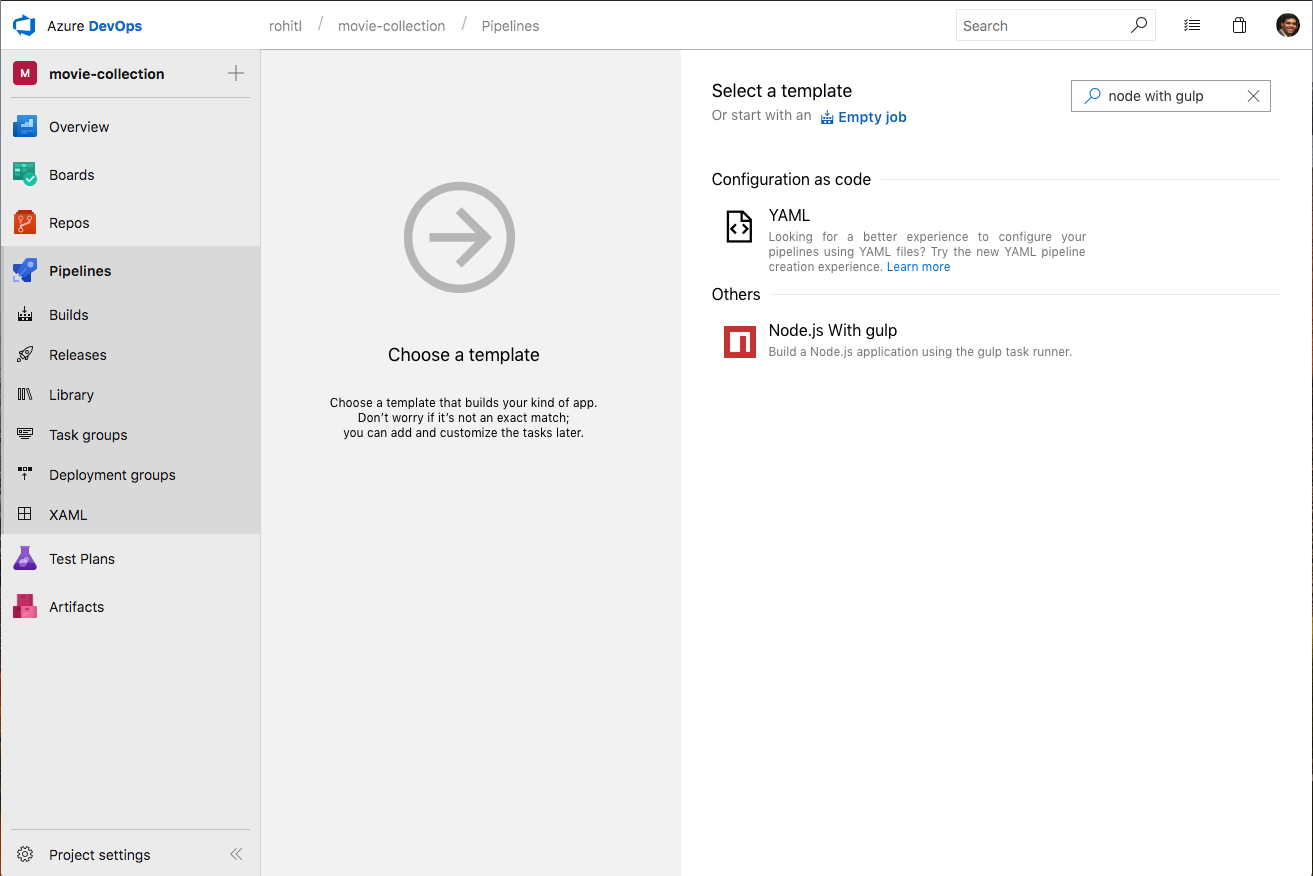 Azure DevOps
rohitl / movie-collection / Pipelines
Search
M movie-collection
Overview
Boards
Repos
Pipelines
Builds
Releases
Library
Task groups
Deployment groups
XAML
Test Plans
Artifacts
Project settings
Choose a template
Choose a template that builds your kind of app.
Don't worry if it's not an exact match;
you can add and customize the tasks later.
Select a template
Or start with an Empty job
node with gulp
Configuration as code
YAML
Looking for a better experience to configure your
pipelines using YAML files? Try the new YAML pipeline
creation experience. Learn more
Others
Node.js With gulp
Build a Node.js application using the gulp task runner.